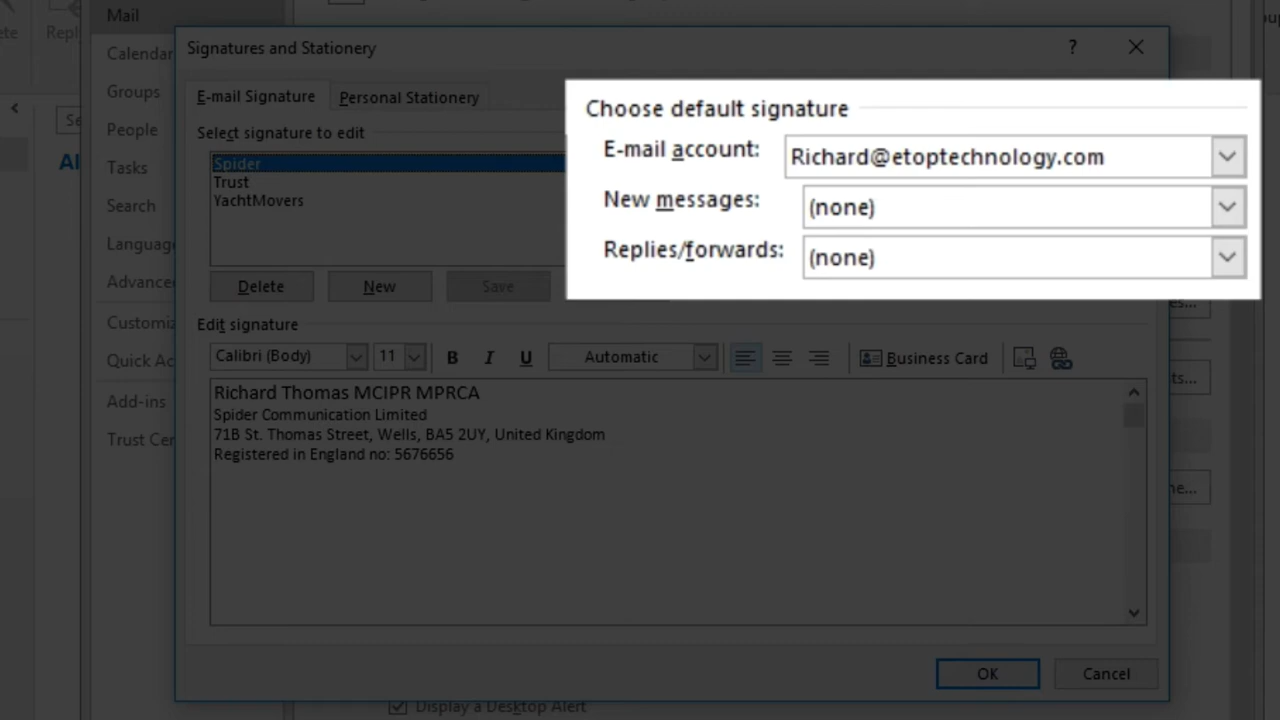 Mail
Calendar
Groups
People
Tasks
Search
Language
Advanced
Customiz
Quick Ac
Add-ins
Trust Cen
Signatures and Stationery
?
E-mail Signature
Personal Stationery
Select signature to edit
Spider
Trust
YachtMovers
Delete
New
Save
Choose default signature
E-mail account: Richard@etoptechnology.com
New messages: (none)
Replies/forwards: (none)
Edit signature
Calibri (Body) 11 B I U Automatic Business Card
Richard Thomas MCIPR MPRCA
Spider Communication Limited
71B St. Thomas Street, Wells, BA5 2UY, United Kingdom
Registered in England no: 5676656
OK
Cancel
Display a Desktop Alert